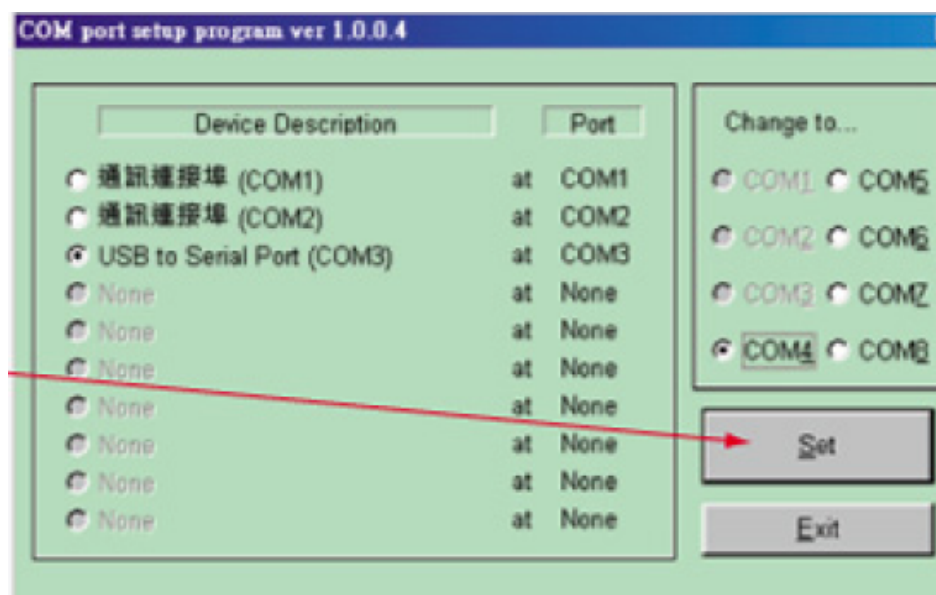 COM port setup program ver 1.0.0.4
Device Description Port
通訊連接埠 (COM1) at COM1
通訊連接埠 (COM2) at COM2
USB to Serial Port (COM3) at COM3
None at None
None at None
None at None
None at None
None at None
None at None
None at None
Change to...
COM1 COM5
COM2 COM6
COM3 COM7
COM4 COM8
Set
Exit